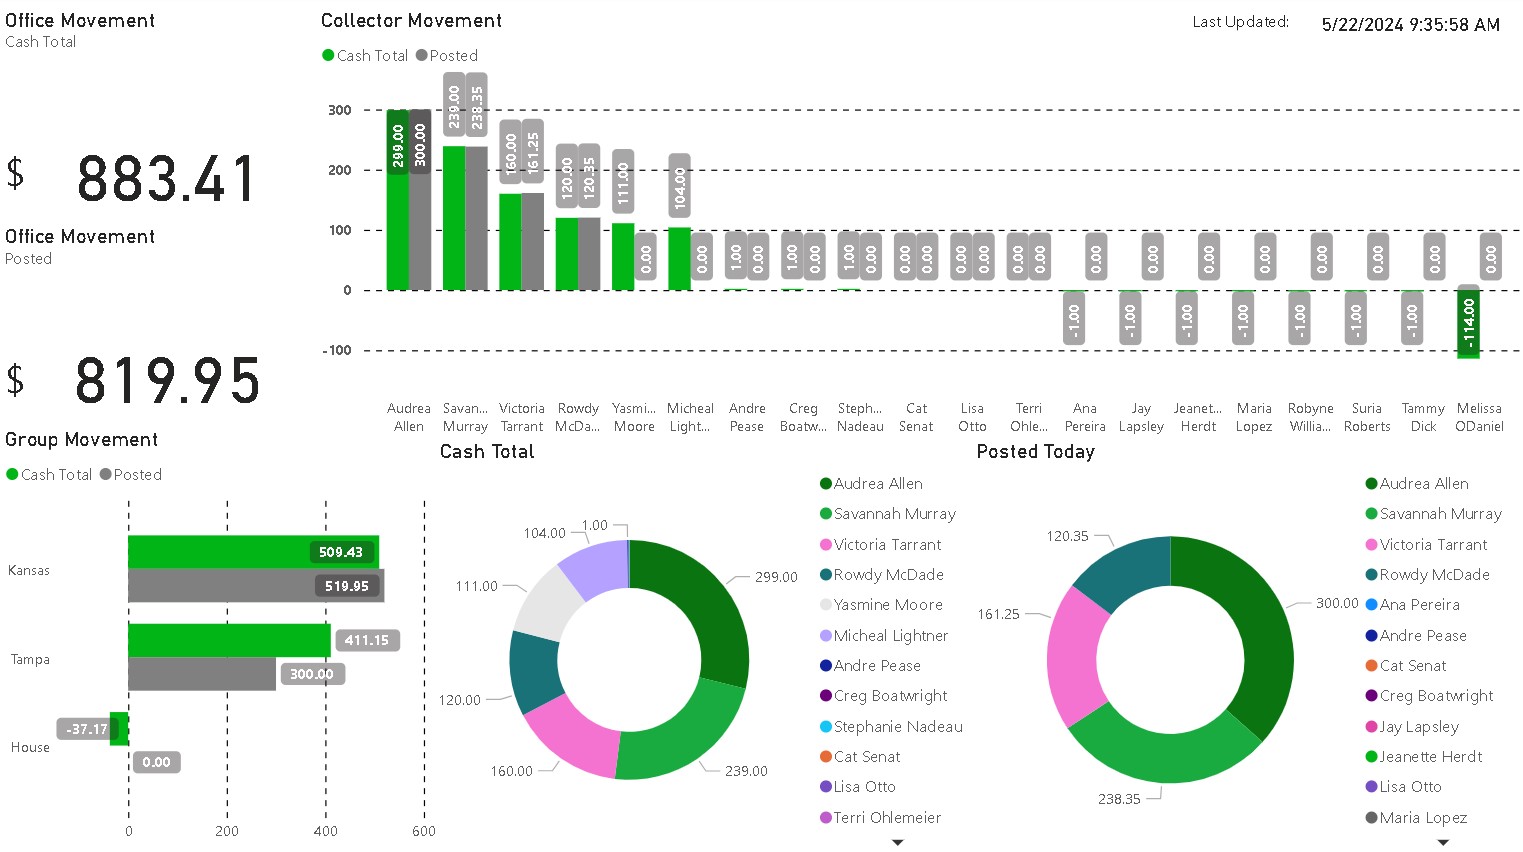 Office Movement
Cash Total
$ 883.41
Office Movement
Posted
$ 819.95
Collector Movement
Last Updated: 5/22/2024 9:35:58 AM
Cash Total Posted
300
200
100
0
-100
299.00 300.00 239.00 238.35 160.00 161.25 120.00 120.35 111.00 0.00 104.00 0.00 1.00 0.00 1.00 0.00 1.00 0.00 0.00 0.00 0.00 0.00 0.00 0.00 -1.00 0.00 -1.00 0.00 -1.00 0.00 -1.00 0.00 -1.00 0.00 -1.00 0.00 -1.00 0.00 -114.00 0.00
Audrea Savan... Victoria Rowdy Yasmi... Micheal Andre Creg Steph... Cat Lisa Terri Ana Jay Jeanet... Maria Robyne Suria Tammy Melissa
Allen Murray Tarrant McDa... Moore Light... Pease Boatw... Nadeau Senat Otto Ohle... Pereira Lapsley Herdt Lopez Willia... Roberts Dick ODaniel
Group Movement
Cash Total Posted
Kansas
509.43
519.95
Tampa
411.15
300.00
House
-37.17
0.00
0 200 400 600
Cash Total
1.00
104.00
299.00
111.00
120.00
160.00
239.00
Audrea Allen
Savannah Murray
Victoria Tarrant
Rowdy McDade
Yasmine Moore
Micheal Lightner
Andre Pease
Creg Boatwright
Stephanie Nadeau
Cat Senat
Lisa Otto
Terri Ohlemeier
Posted Today
120.35
300.00
161.25
238.35
Audrea Allen
Savannah Murray
Victoria Tarrant
Rowdy McDade
Ana Pereira
Andre Pease
Cat Senat
Creg Boatwright
Jay Lapsley
Jeanette Herdt
Lisa Otto
Maria Lopez